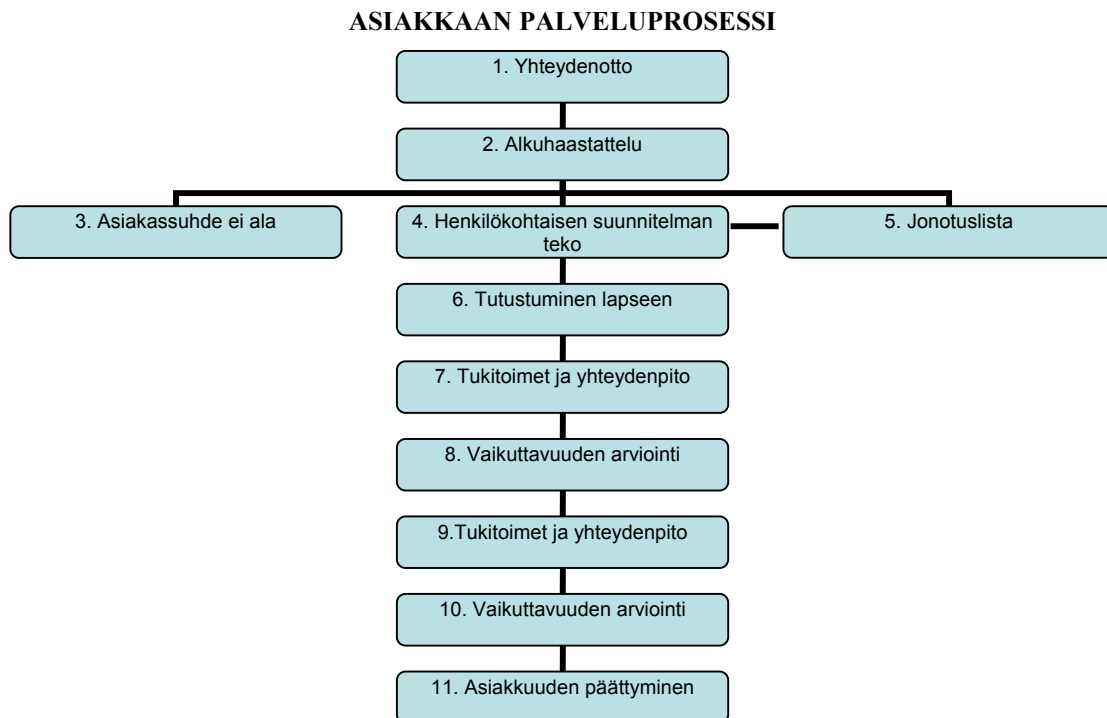 ASIAKKAAN PALVELUPROSESSI
1. Yhteydenotto
2. Alkuhaastattelu
3. Asiakassuhde ei ala
4. Henkilökohtaisen suunnitelman
teko
5. Jonotuslista
6. Tutustuminen lapseen
7. Tukitoimet ja yhteydenpito
8. Vaikuttavuuden arviointi
9.Tukitoimet ja yhteydenpito
10. Vaikuttavuuden arviointi
11. Asiakkuuden päättyminen